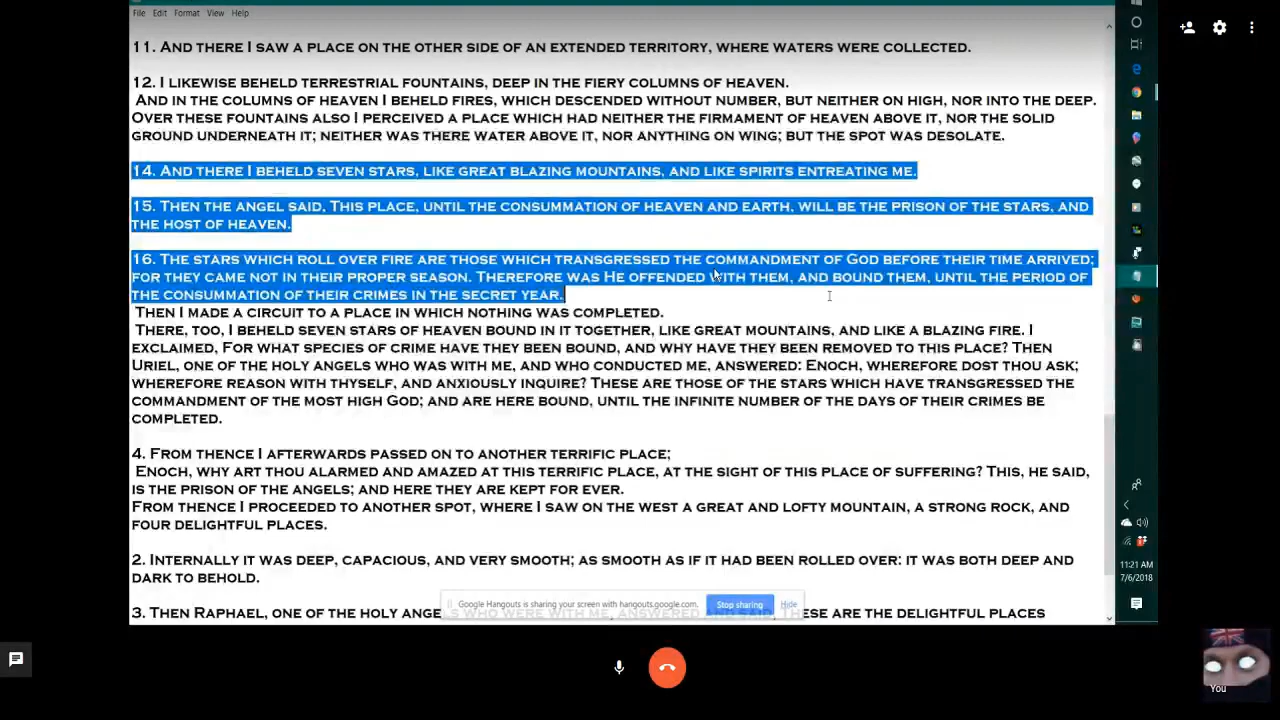 File Edit Format View Help
11. And there I saw a place on the other side of an extended territory, where waters were collected.
12. I likewise beheld terrestrial fountains, deep in the fiery columns of heaven.
And in the columns of heaven I beheld fires, which descended without number, but neither on high, nor into the deep.
Over these fountains also I perceived a place which had neither the firmament of heaven above it, nor the solid
ground underneath it; neither was there water above it, nor anything on wing; but the spot was desolate.
14. And there I beheld seven stars, like great blazing mountains, and like spirits entreating me.
15. Then the angel said, This place, until the consummation of heaven and earth, will be the prison of the stars, and
the host of heaven.
16. The stars which roll over fire are those which transgressed the commandment of God before their time arrived;
for they came not in their proper season. Therefore was He offended with them, and bound them, until the period of
the consummation of their crimes in the secret year.
Then I made a circuit to a place in which nothing was completed.
There, too, I beheld seven stars of heaven bound in it together, like great mountains, and like a blazing fire. I
exclaimed, For what species of crime have they been bound, and why have they been removed to this place? Then
Uriel, one of the holy angels who was with me, and who conducted me, answered: Enoch, wherefore dost thou ask;
wherefore reason with thyself, and anxiously inquire? These are those of the stars which have transgressed the
commandment of the most high God; and are here bound, until the infinite number of the days of their crimes be
completed.
4. From thence I afterwards passed on to another terrific place;
Enoch, why art thou alarmed and amazed at this terrific place, at the sight of this place of suffering? This, he said,
is the prison of the angels; and here they are kept for ever.
From thence I proceeded to another spot, where I saw on the west a great and lofty mountain, a strong rock, and
four delightful places.
2. Internally it was deep, capacious, and very smooth; as smooth as if it had been rolled over: it was both deep and
dark to behold.
3. Then Raphael, one of the holy angels who were with me, answered and said, These are the delightful places
Google Hangouts is sharing your screen with hangouts.google.com. Stop sharing Hide
11:21 AM
7/6/2018
You